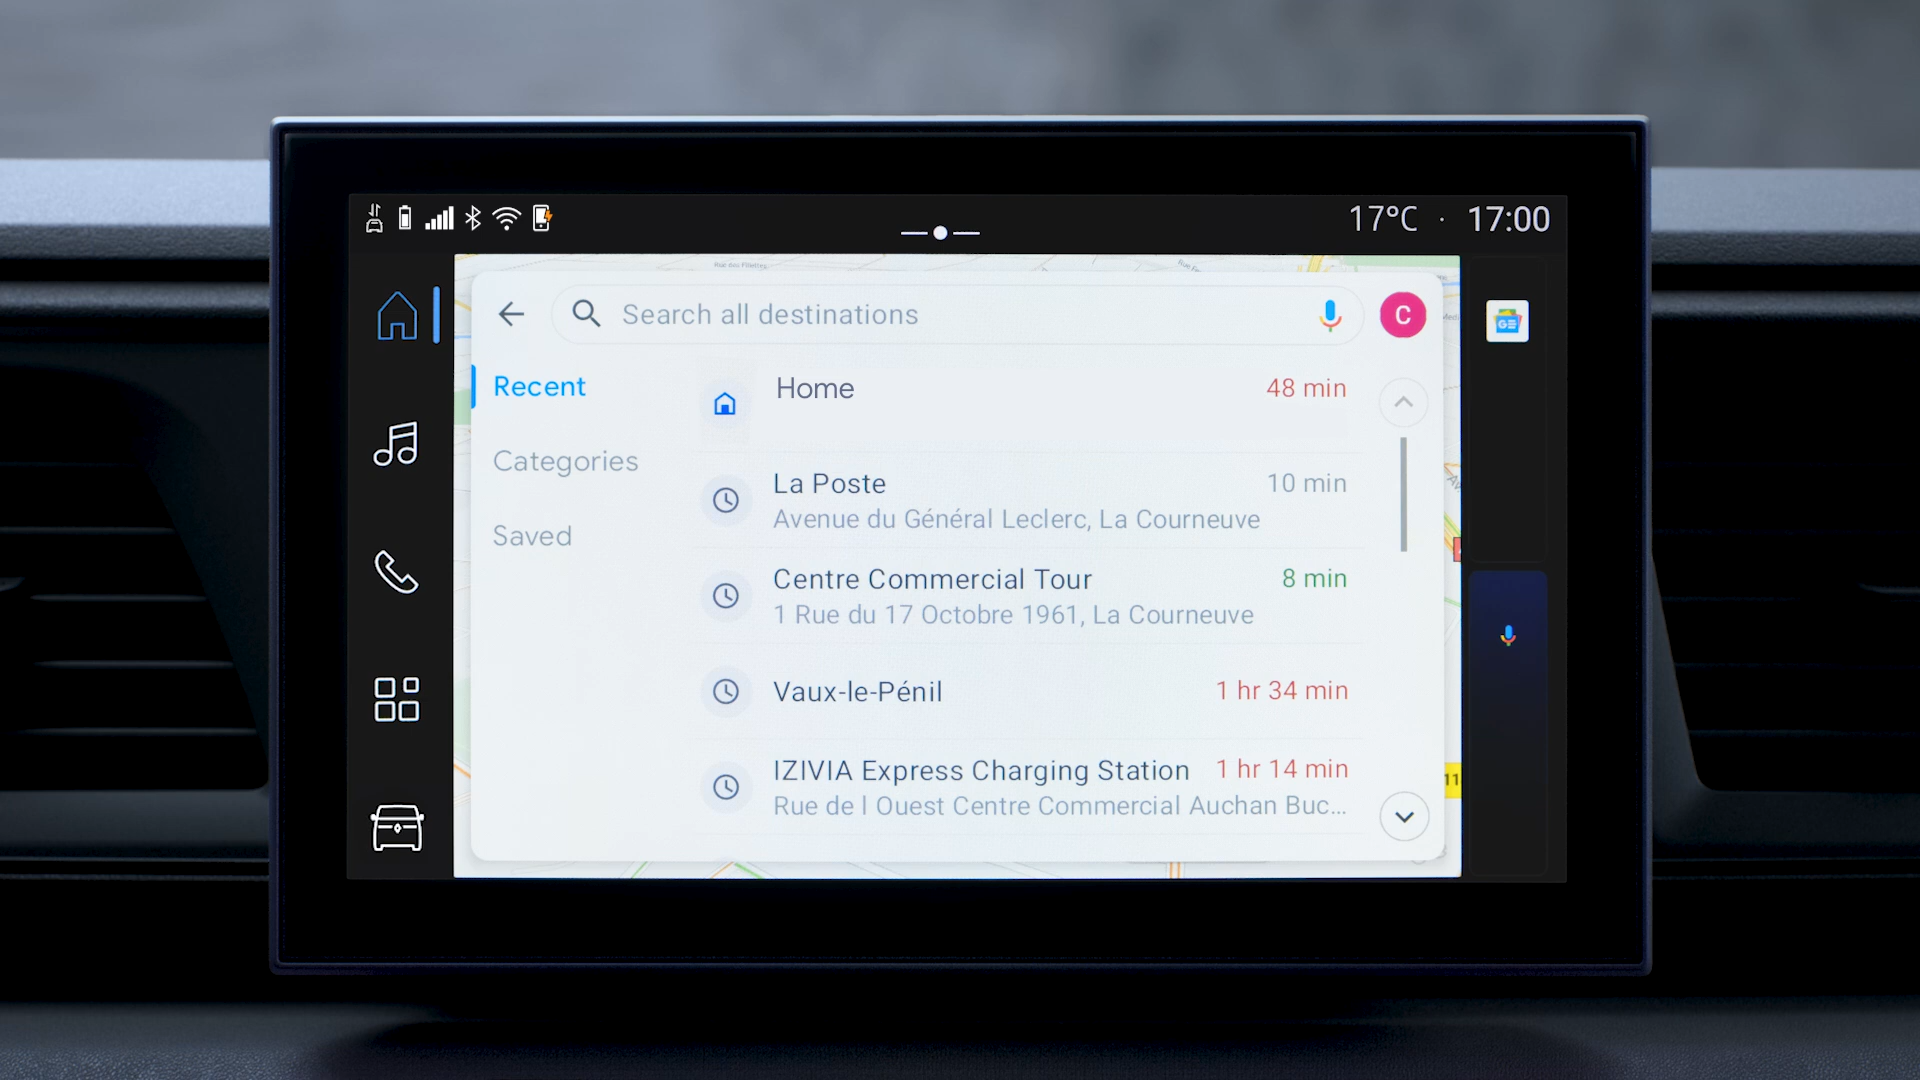 17°C · 17:00
Search all destinations
C
GE
Recent
Categories
Saved
Home
48 min
La Poste
10 min
Avenue du Général Leclerc, La Courneuve
Centre Commercial Tour
8 min
1 Rue du 17 Octobre 1961, La Courneuve
Vaux-le-Pénil
1 hr 34 min
IZIVIA Express Charging Station
1 hr 14 min
Rue de l Ouest Centre Commercial Auchan Buc...
11